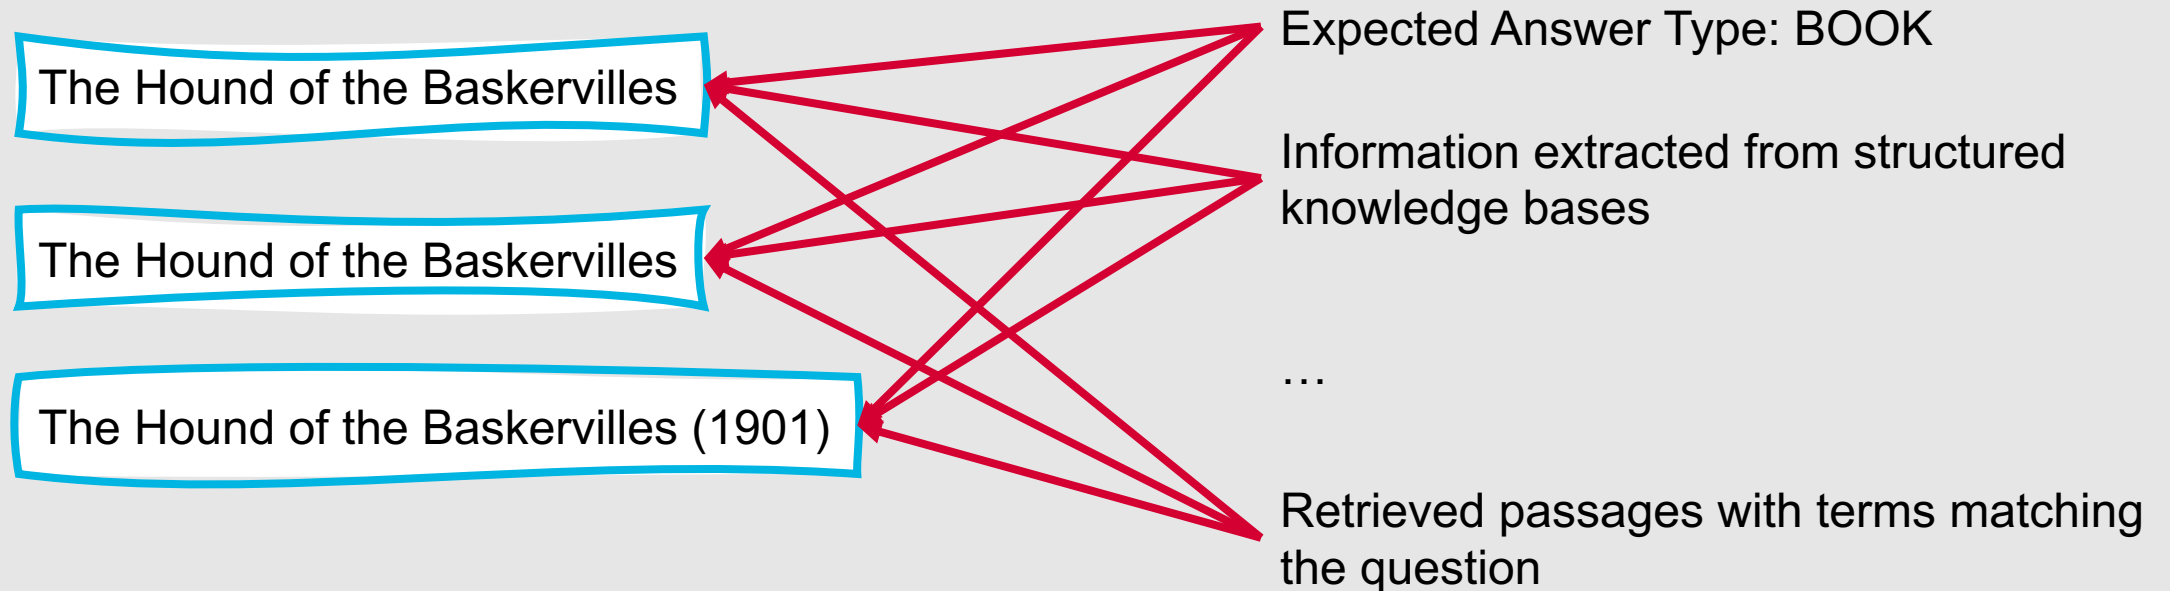 The Hound of the Baskervilles
The Hound of the Baskervilles
The Hound of the Baskervilles (1901)
Expected Answer Type: BOOK
Information extracted from structured
knowledge bases
…
Retrieved passages with terms matching
the question